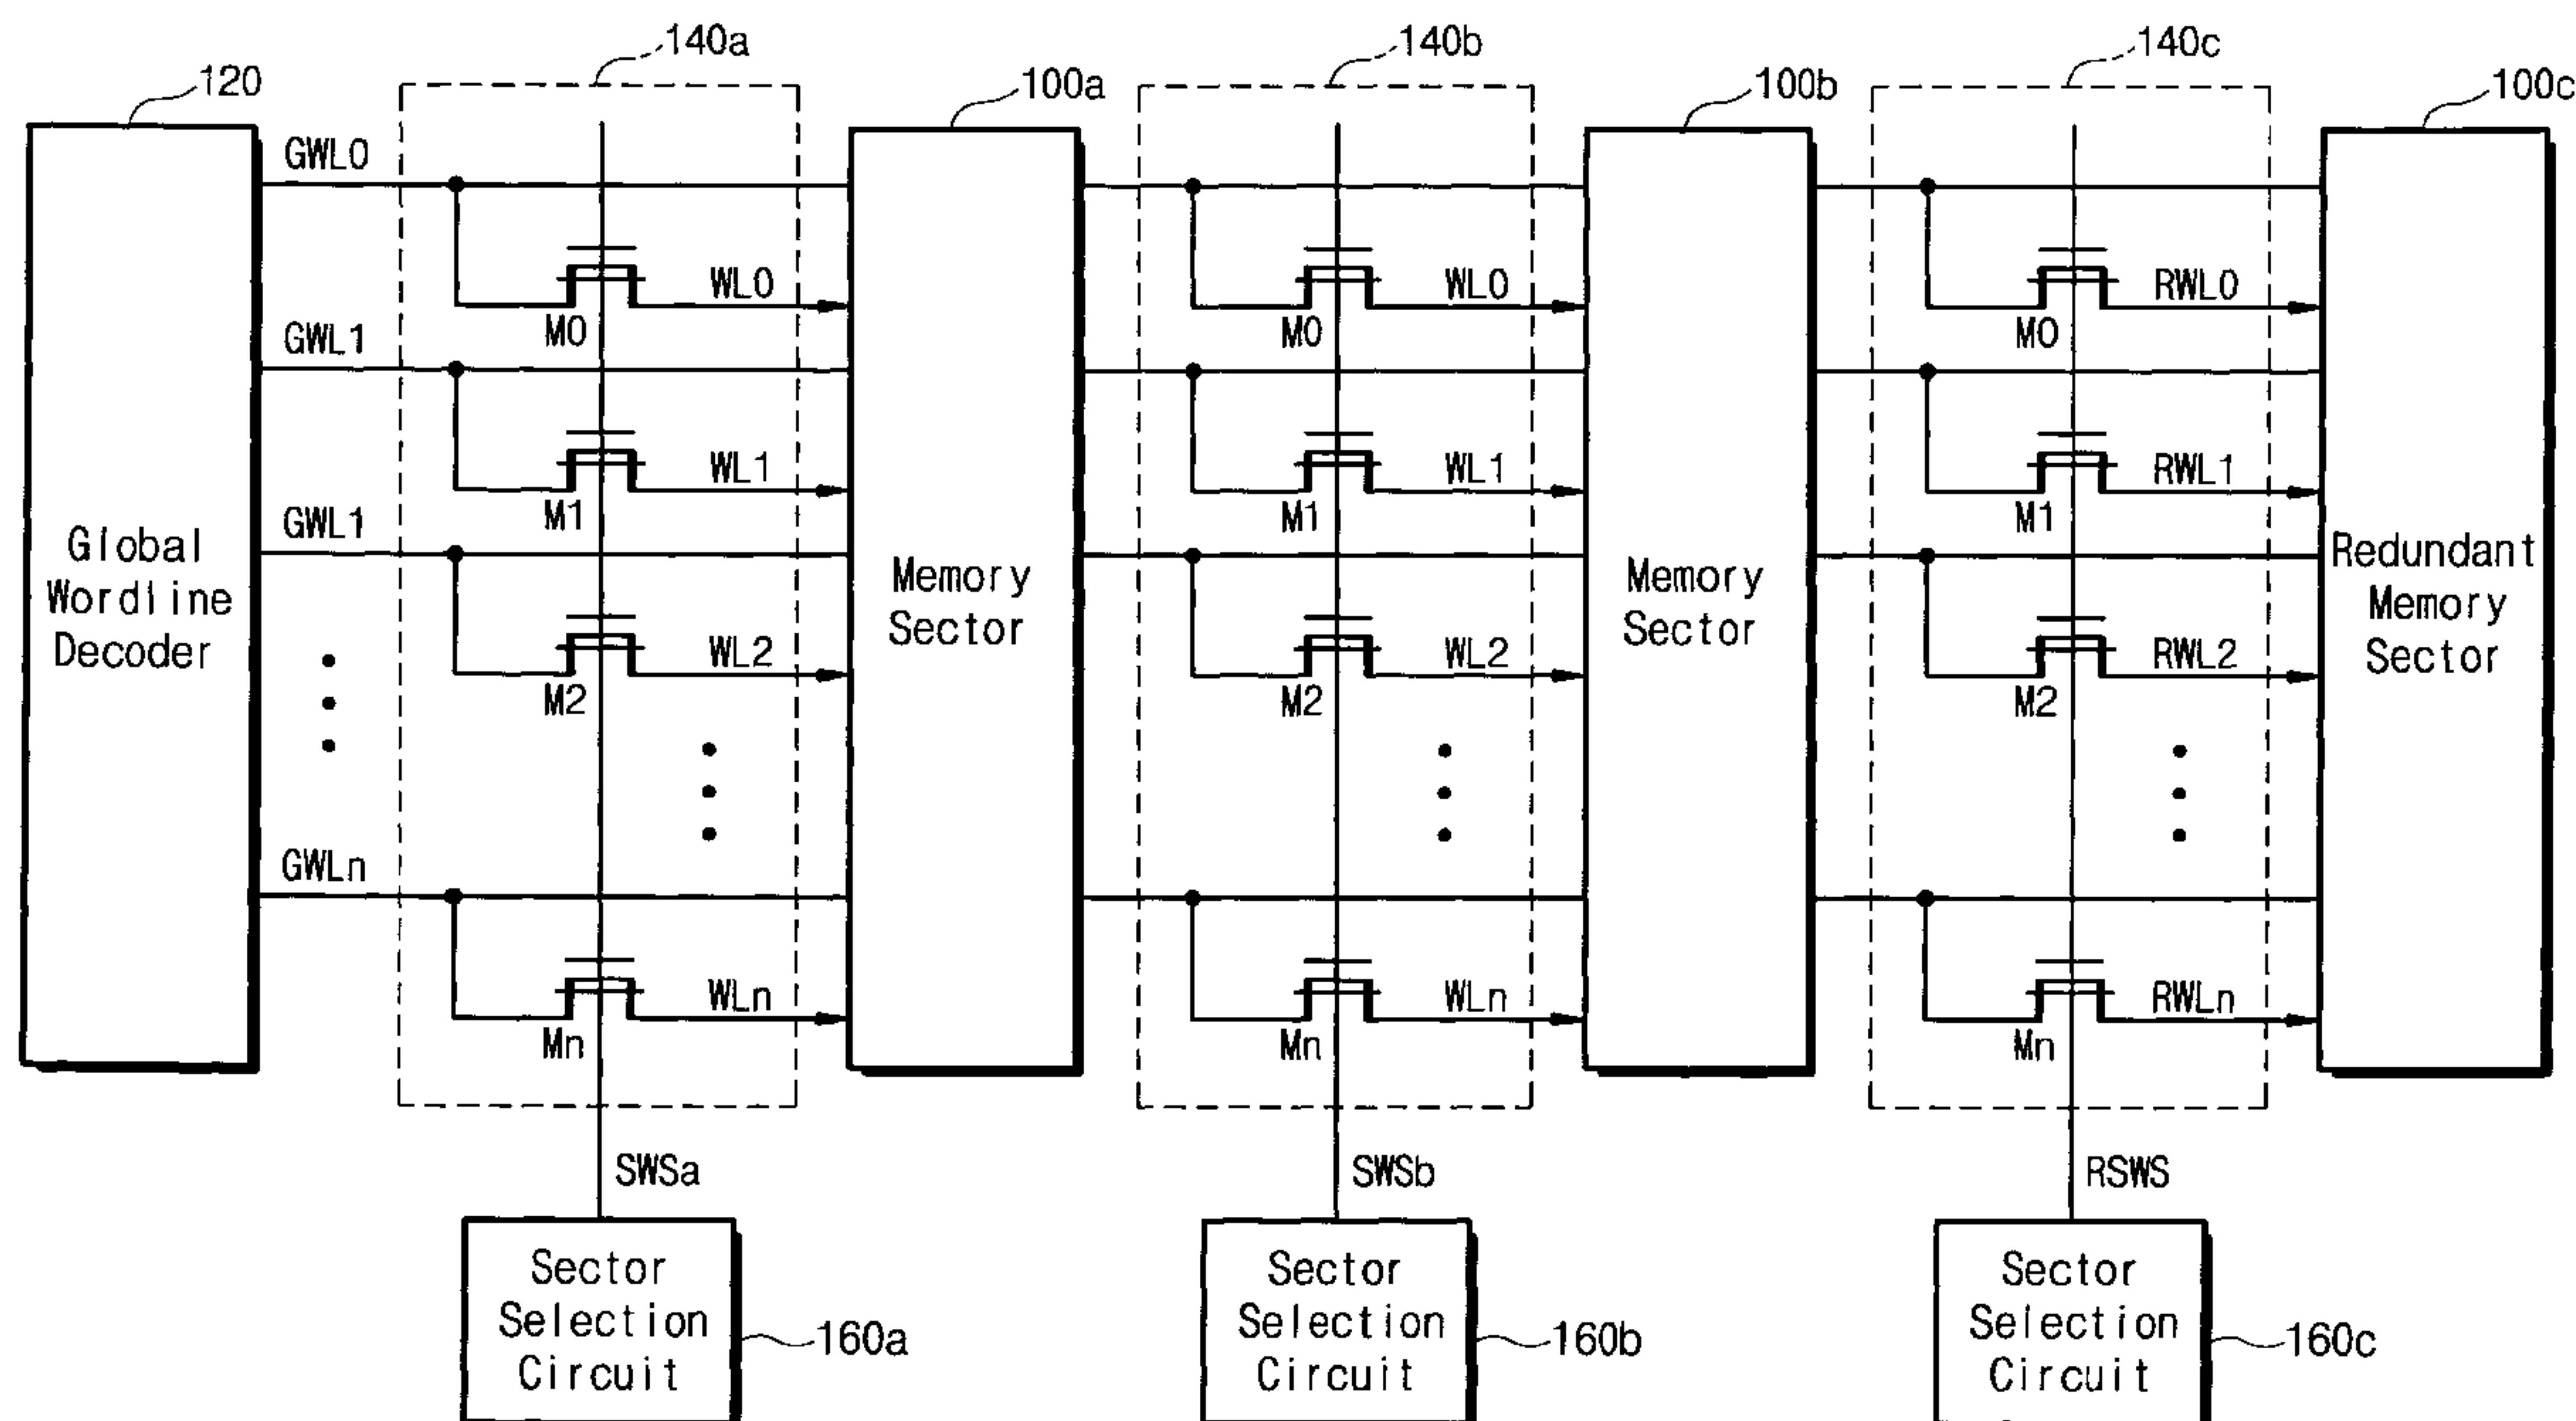 140a
140b
140c
120
100a
100b
100c
GWL0
WL0
WL0
RWL0
M0
M0
M0
GWL1
WL1
WL1
RWL1
M1
M1
M1
GWL1
Global
Wordline
Decoder
Memory
Sector
Memory
Sector
Redundant
Memory
Sector
WL2
WL2
RWL2
M2
M2
M2
GWLn
WLn
WLn
RWLn
Mn
Mn
Mn
SWSa
SWSb
RSWS
Sector
Selection
Circuit
160a
Sector
Selection
Circuit
160b
Sector
Selection
Circuit
160c